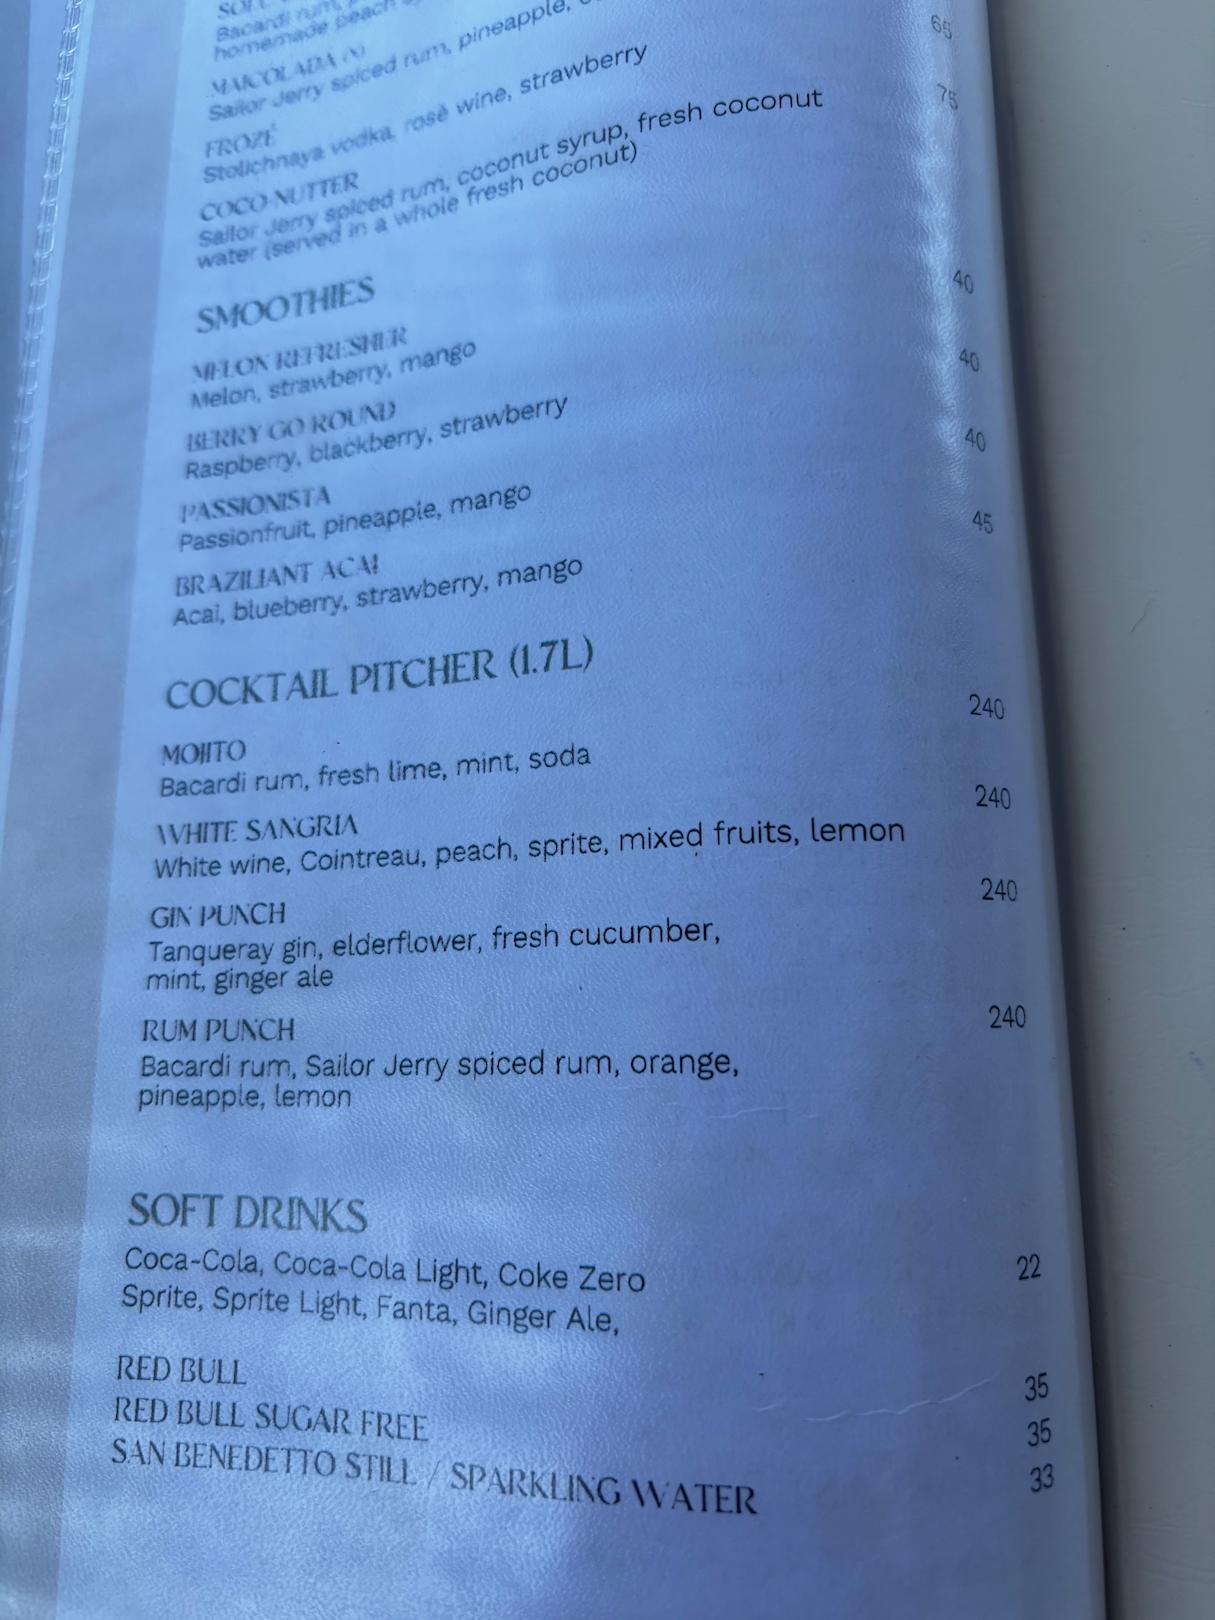 Bacardi rum,
homemade peach
MAICOLADA
Sailor Jerry spiced rum, pineapple,
65
FROZÉ
Stolichnaya vodka, rosé wine, strawberry
75
COCO NUTTER
Sailor Jerry spiced rum, coconut syrup, fresh coconut
water (served in a whole fresh coconut)
SMOOTHIES
40
MELON REFRESHER
Melon, strawberry, mango
40
BERRY GO ROUND
Raspberry, blackberry, strawberry
40
PASSIONISTA
Passionfruit, pineapple, mango
45
BRAZILIANT ACAI
Acai, blueberry, strawberry, mango
COCKTAIL PITCHER (1.7L)
240
MOJITO
Bacardi rum, fresh lime, mint, soda
240
WHITE SANGRIA
White wine, Cointreau, peach, sprite, mixed fruits, lemon
240
GIN PUNCH
Tanqueray gin, elderflower, fresh cucumber,
mint, ginger ale
RUM PUNCH 240
Bacardi rum, Sailor Jerry spiced rum, orange,
pineapple, lemon
SOFT DRINKS
Coca-Cola, Coca-Cola Light, Coke Zero 22
Sprite, Sprite Light, Fanta, Ginger Ale,
RED BULL 35
RED BULL SUGAR FREE 35
SAN BENEDETTO STILL / SPARKLING WATER 33